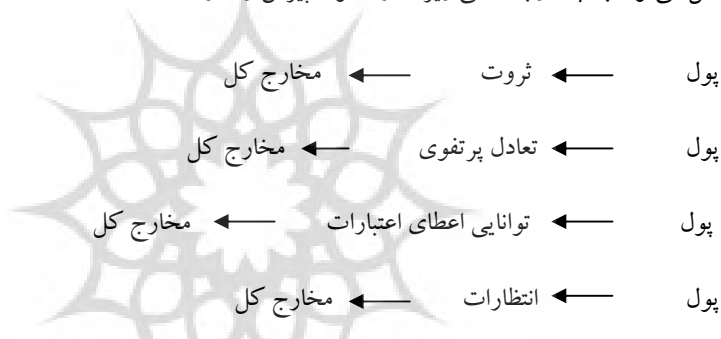 پول ← ثروت ← مخارج کل
پول ← تعادل پرتفوی ← مخارج کل
پول ← توانایی اعطای اعتبارات ← مخارج کل
پول ← انتظارات ← مخارج کل